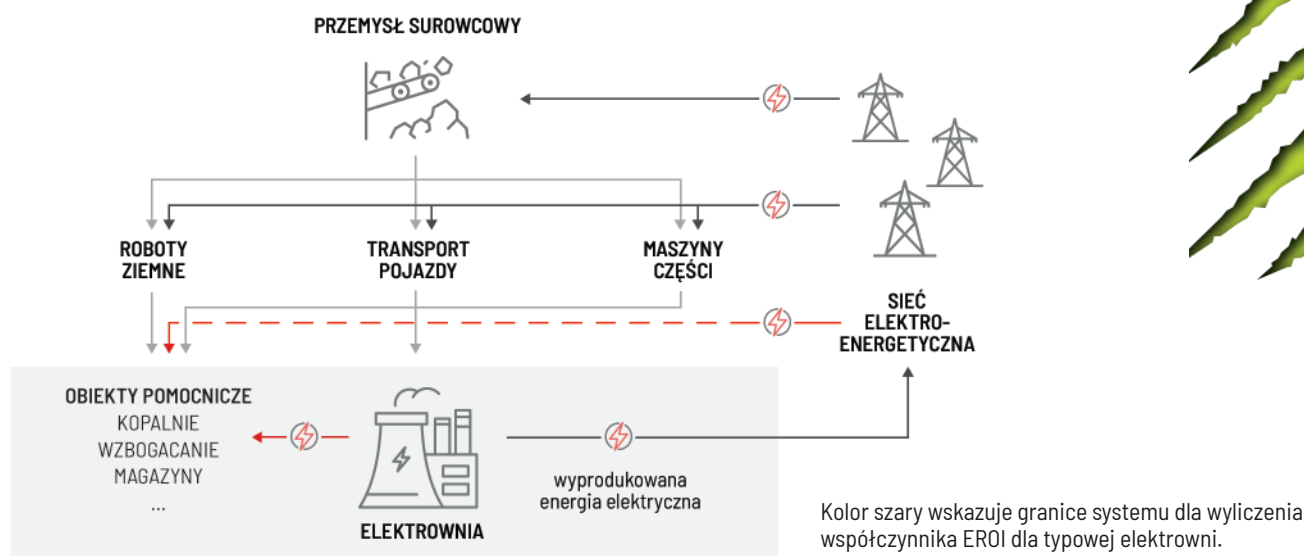 PRZEMYSŁ SUROWCOWY
ROBOTY
ZIEMNE
TRANSPORT
POJAZDY
MASZYNY
CZĘŚCI
SIEĆ
ELEKTRO-
ENERGETYCZNA
OBIEKTY POMOCNICZE
KOPALNIE
WZBOGACANIE
MAGAZYNY
...
ELEKTROWNIA
wyprodukowana
energia elektryczna
Kolor szary wskazuje granice systemu dla wyliczenia
współczynnika EROI dla typowej elektrowni.